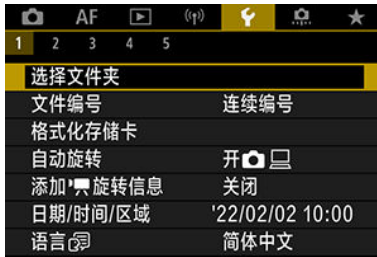 AF
1 2 3 4 5
选择文件夹
文件编号 连续编号
格式化存储卡
自动旋转 开
添加旋转信息 关闭
日期/时间/区域 '22/02/02 10:00
语言 简体中文